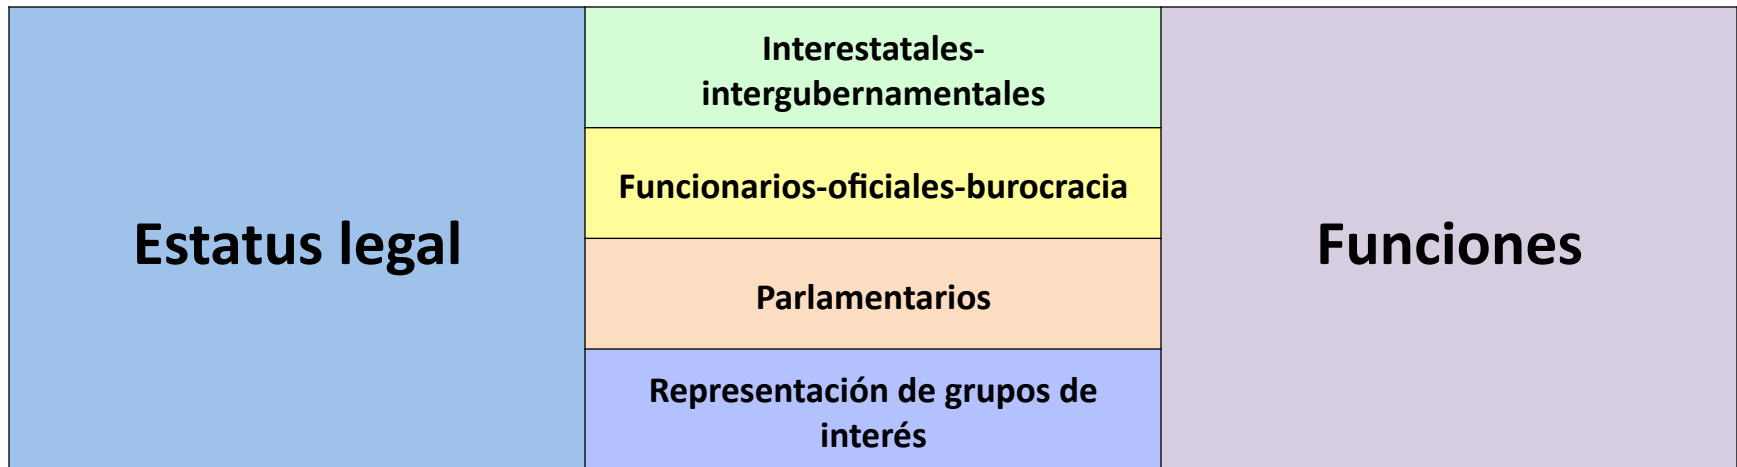 Estatus legal
Interestatales-
intergubernamentales
Funcionarios-oficiales-burocracia
Parlamentarios
Representación de grupos de
interés
Funciones